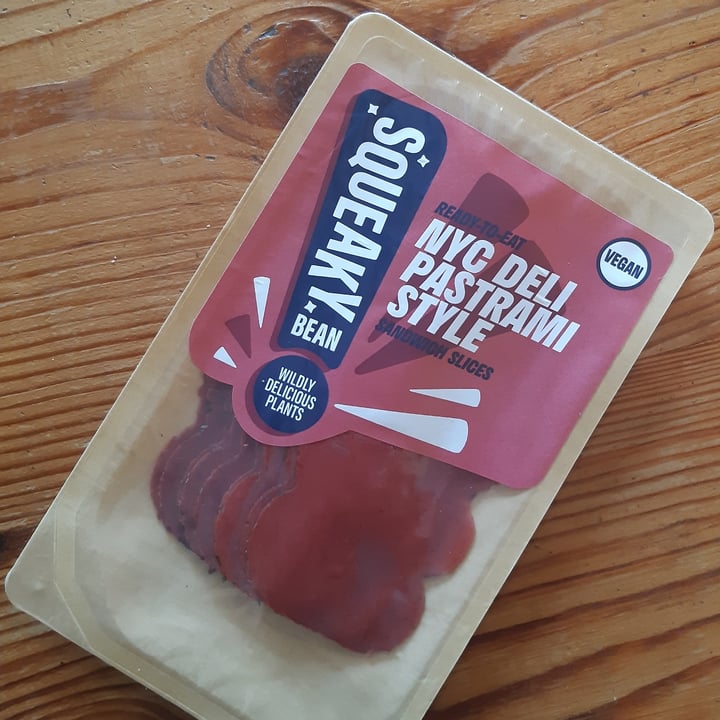 SQUEAKY
BEAN
WILDLY
DELICIOUS
PLANTS
READY-TO-EAT
NYC DELI
PASTRAMI
STYLE
SANDWICH SLICES
VEGAN